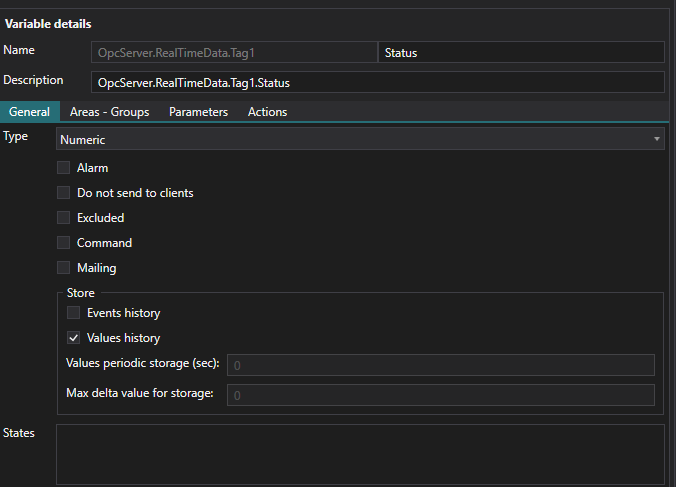 Variable details
Name OpcServer.RealTimeData.Tag1 Status
Description OpcServer.RealTimeData.Tag1.Status
General Areas - Groups Parameters Actions
Type Numeric
Alarm
Do not send to clients
Excluded
Command
Mailing
Store
Events history
Values history
Values periodic storage (sec): 0
Max delta value for storage: 0
States